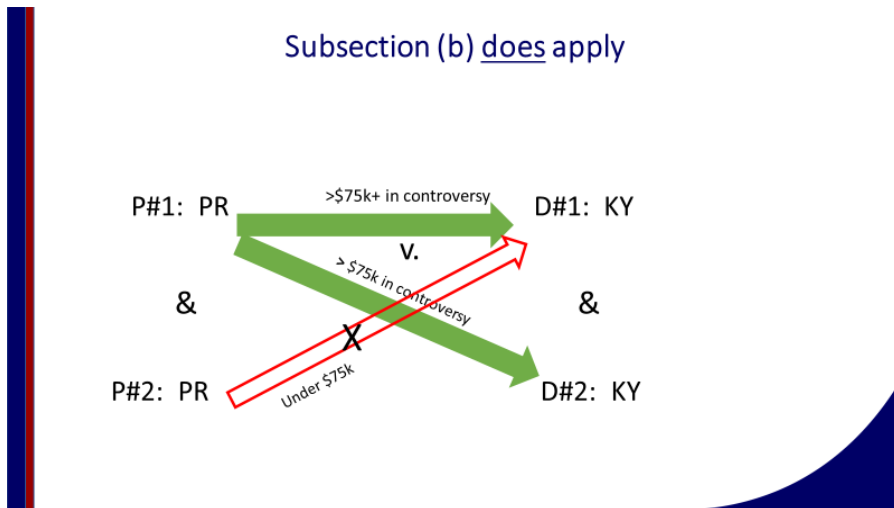 Subsection (b) does apply
>$75k+ in controversy
P#1: PR
D#1: KY
v.
> $75k in controversy
&
&
X
Under $75k
P#2: PR
D#2: KY